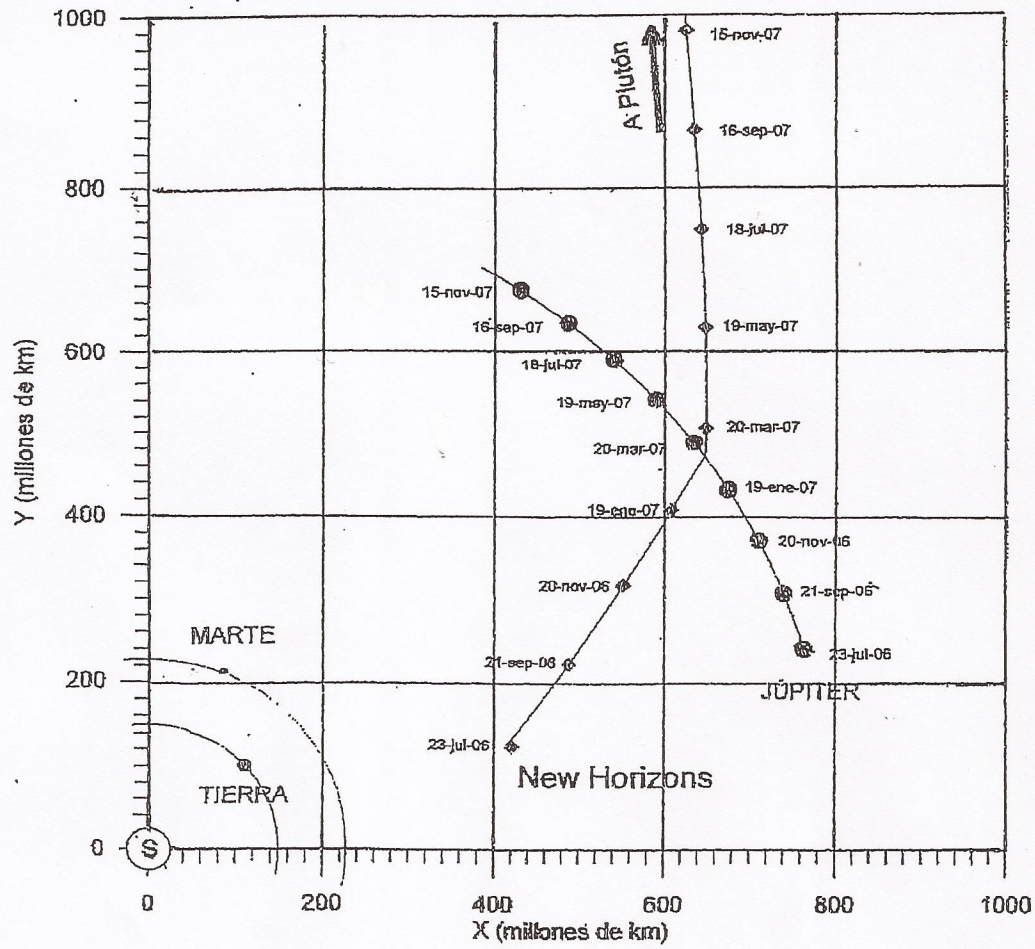 1000
800
600
400
200
0
Y (millones de km)
0
200
400
600
800
1000
X (millones de km)
A Plutón
15-nov-07
16-sep-07
18-jul-07
19-may-07
20-mar-07
15-nov-07
16-sep-07
18-jul-07
19-may-07
20-mar-07
19-ene-07
20-nov-06
21-sep-06
23-jul-06
JÚPITER
19-ene-07
20-nov-06
21-sep-06
23-jul-06
New Horizons
MARTE
TIERRA
S